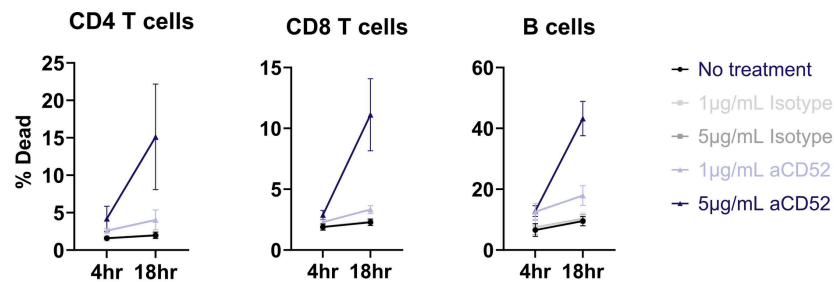 CD4 T cells
CD8 T cells
B cells
% Dead
25
20
15
10
5
0
4hr 18hr
15
10
5
0
4hr 18hr
60
40
20
0
4hr 18hr
No treatment
1µg/mL Isotype
5µg/mL Isotype
1µg/mL aCD52
5µg/mL aCD52